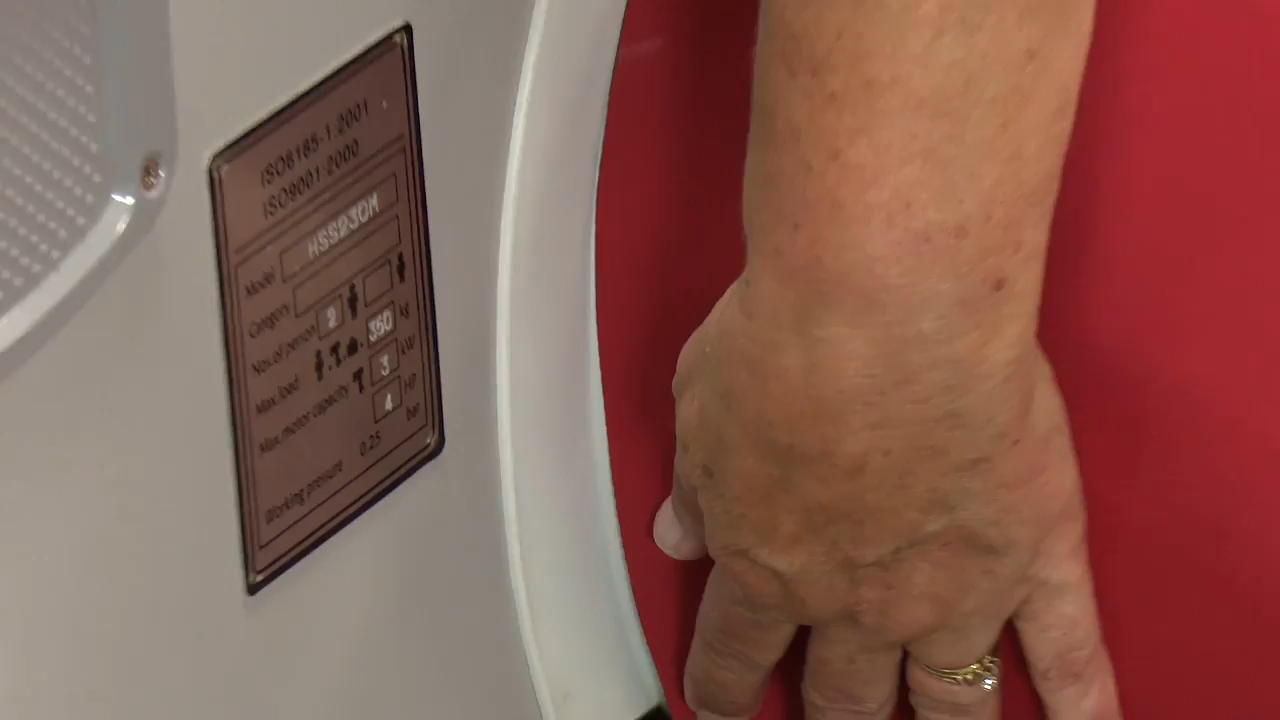 ISO6185-1:2001
ISO9001:2000
Model HSS230M
Category
Nos.of person 2
Max.load 350 kg
Max.motor capacity 3 kW
4 HP
Working pressure 0.25 bar